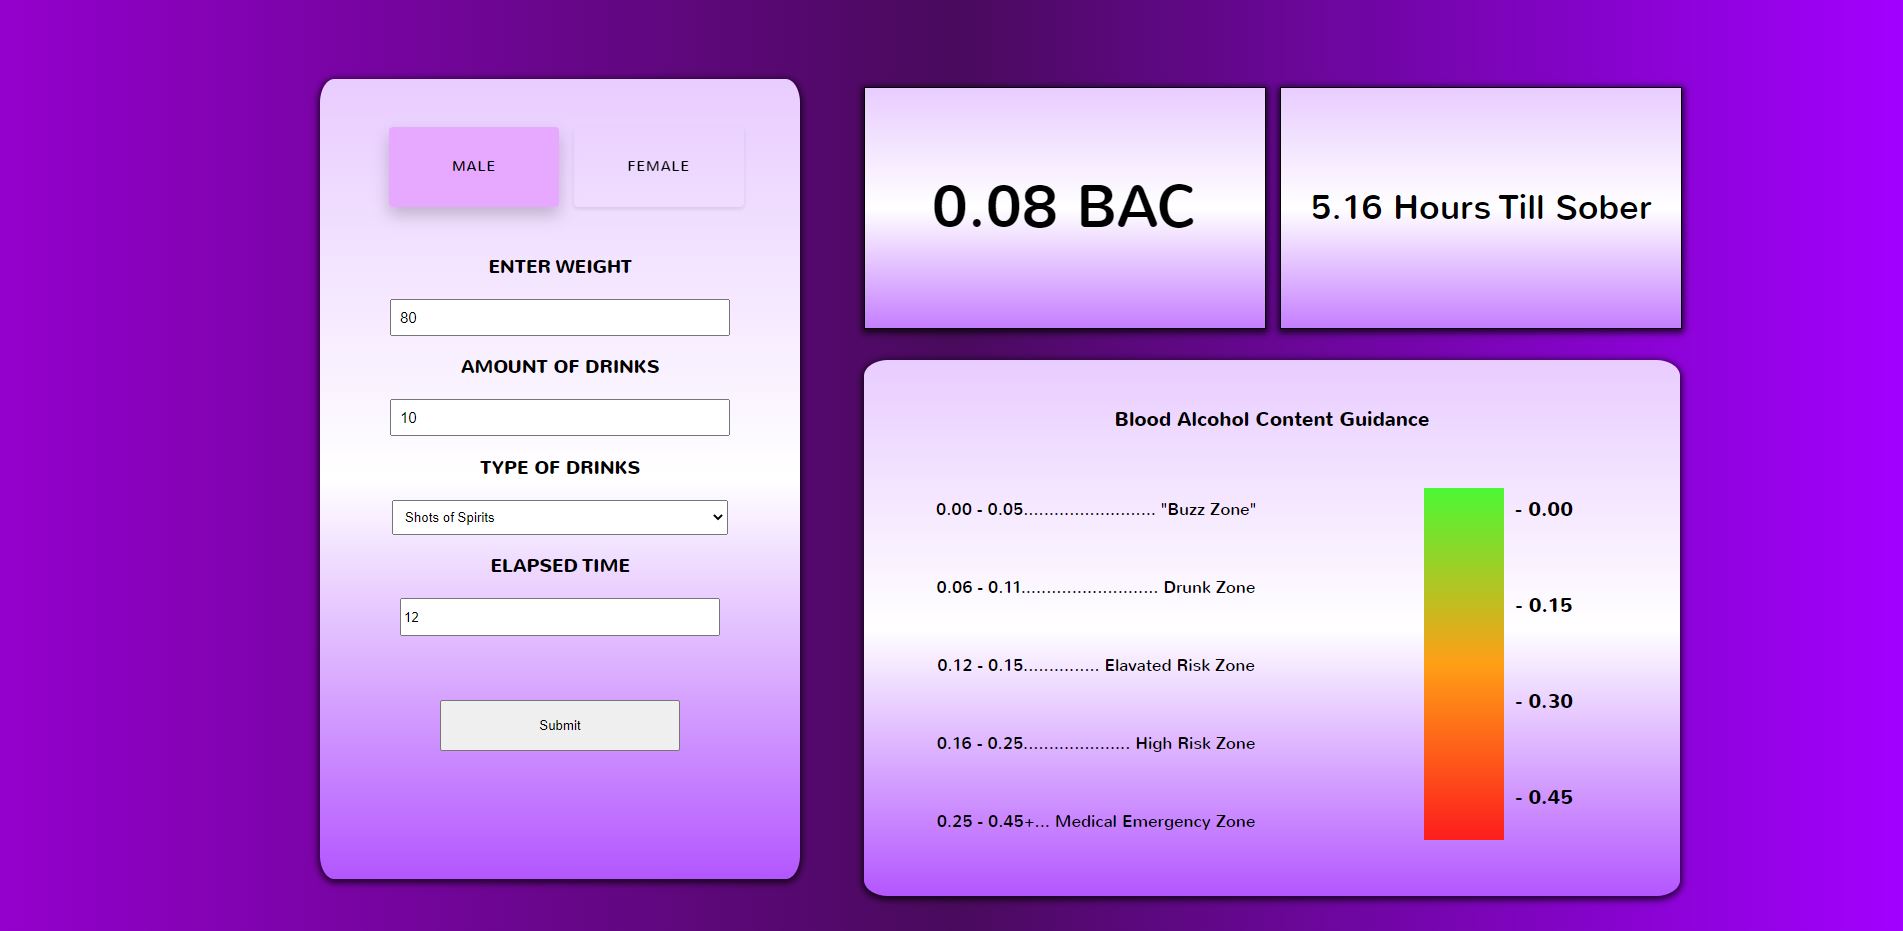 MALE
FEMALE
ENTER WEIGHT
80
AMOUNT OF DRINKS
10
TYPE OF DRINKS
Shots of Spirits
ELAPSED TIME
12
Submit
0.08 BAC
5.16 Hours Till Sober
Blood Alcohol Content Guidance
0.00 - 0.05.......................... "Buzz Zone"
0.06 - 0.11........................... Drunk Zone
0.12 - 0.15............... Elavated Risk Zone
0.16 - 0.25..................... High Risk Zone
0.25 - 0.45+... Medical Emergency Zone
- 0.00
- 0.15
- 0.30
- 0.45